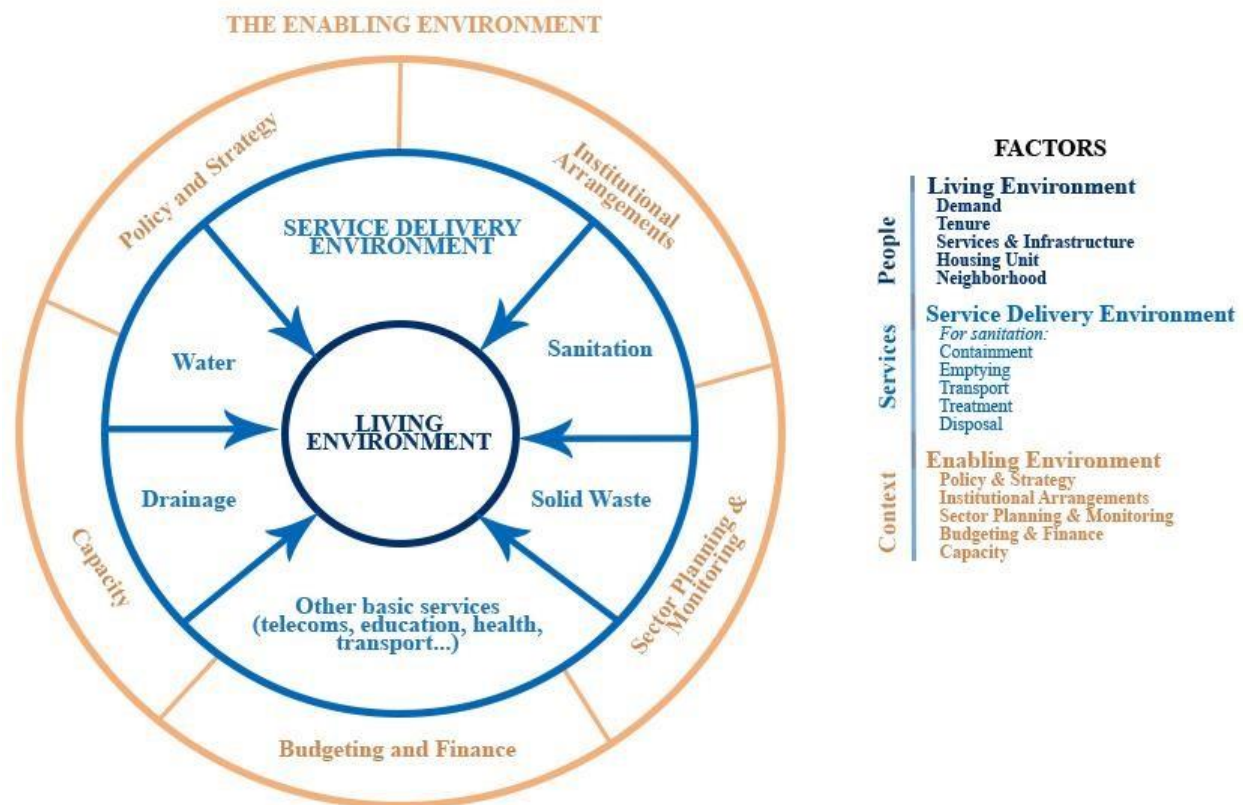 THE ENABLING ENVIRONMENT
Policy and Strategy
Institutional
Arrangements
SERVICE DELIVERY
ENVIRONMENT
Water
Sanitation
LIVING
ENVIRONMENT
Drainage
Solid Waste
Capacity
Sector Planning &
Monitoring
Other basic services
(telecoms, education, health,
transport...)
Budgeting and Finance
FACTORS
People
Living Environment
Demand
Tenure
Services & Infrastructure
Housing Unit
Neighborhood
Services
Service Delivery Environment
For sanitation:
Containment
Emptying
Transport
Treatment
Disposal
Context
Enabling Environment
Policy & Strategy
Institutional Arrangements
Sector Planning & Monitoring
Budgeting & Finance
Capacity